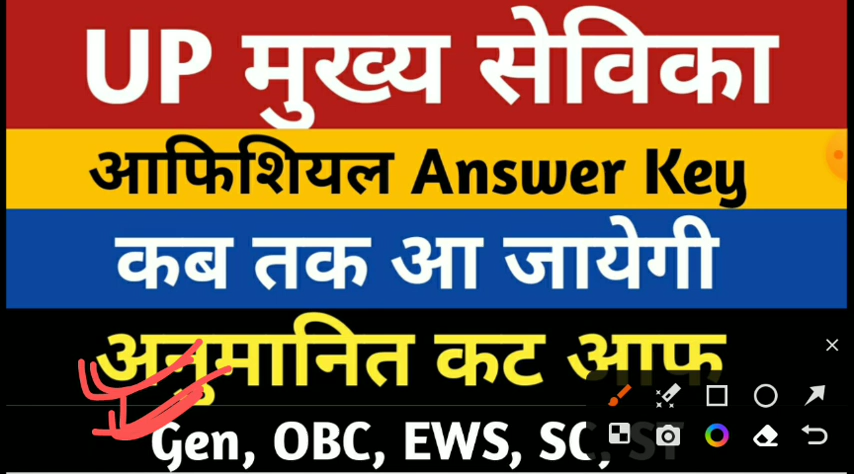 UP मुख्य सेविका
आफिशियल Answer Key
कब तक आ जायेगी
अनुमानित कट आफ
Gen, OBC, EWS, SC, ST